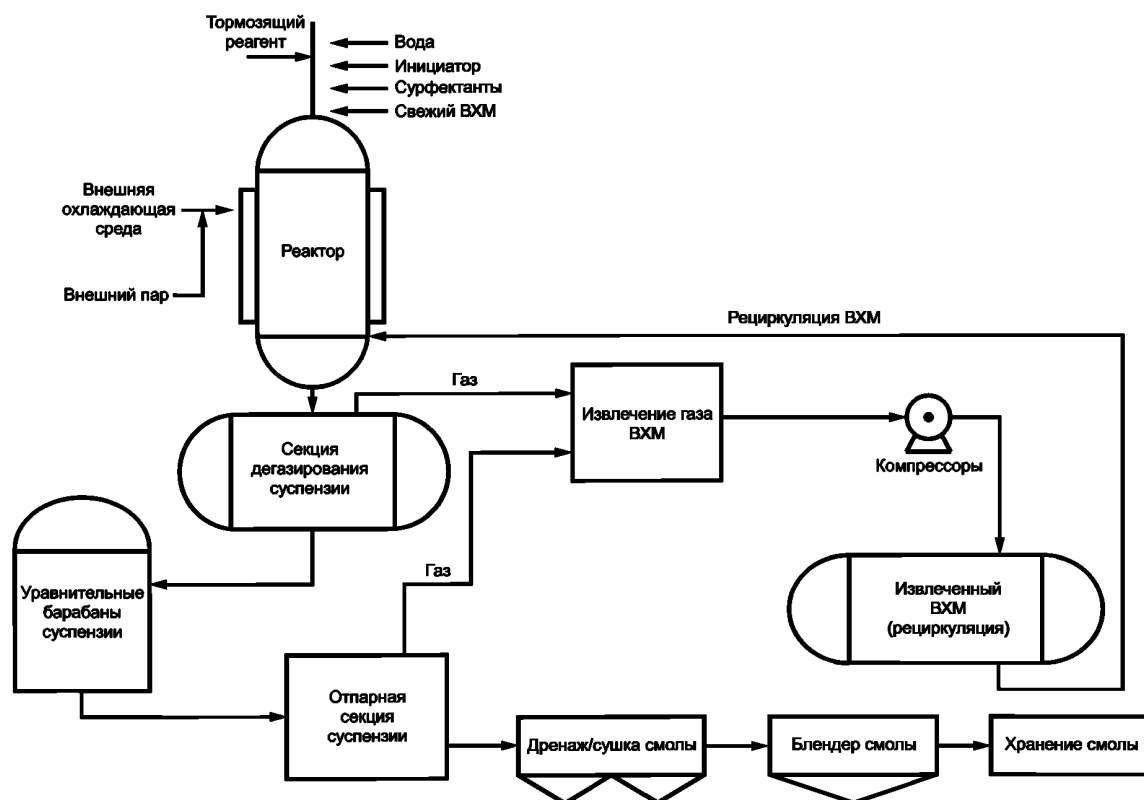 Тормозящий
реагент
Вода
Инициатор
Сурфектанты
Свежий ВХМ
Внешняя
охлаждающая
среда
Реактор
Внешний пар
Рециркуляция ВХМ
Газ
Извлечение газа
ВХМ
Секция
дегазирования
суспензии
Компрессоры
Газ
Уравнительные
барабаны
суспензии
Извлеченный
ВХМ
(рециркуляция)
Отпарная
секция
суспензии
Дренаж/сушка смолы
Блендер смолы
Хранение смолы